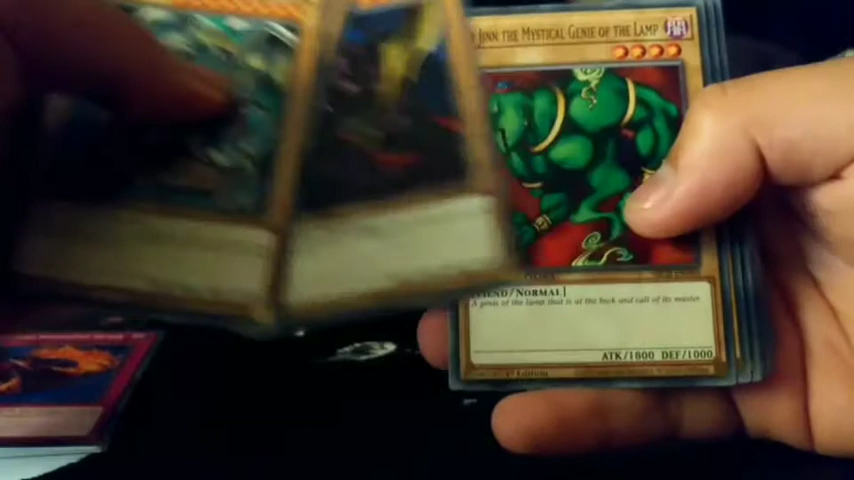 JINN THE MYSTICAL GENIE OF THE LAMP
FIEND/NORMAL]
A genie of the lamp that is at the beck and call of its master.
ATK/1800 DEF/1000
1st Edition